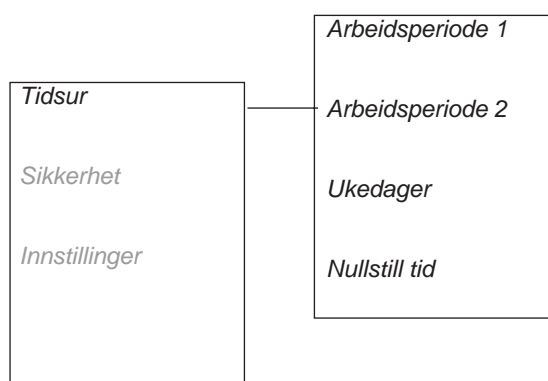 Tidsur
Sikkerhet
Innstillinger
Arbeidsperiode 1
Arbeidsperiode 2
Ukedager
Nullstill tid